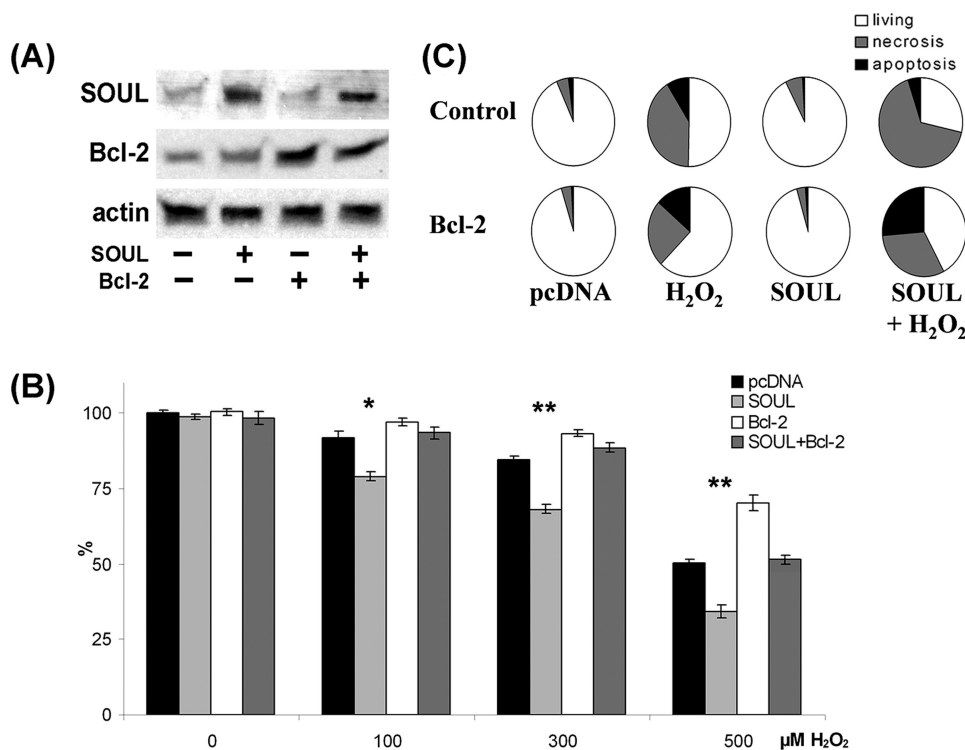 (A)
SOUL
Bcl-2
actin
SOUL − + − +
Bcl-2 − − + +
(C)
living
necrosis
apoptosis
Control
Bcl-2
pcDNA H₂O₂ SOUL SOUL + H₂O₂
(B)
pcDNA
SOUL
Bcl-2
SOUL+Bcl-2
* ** **
100
75
50
25
0
%
0 100 300 500 µM H₂O₂